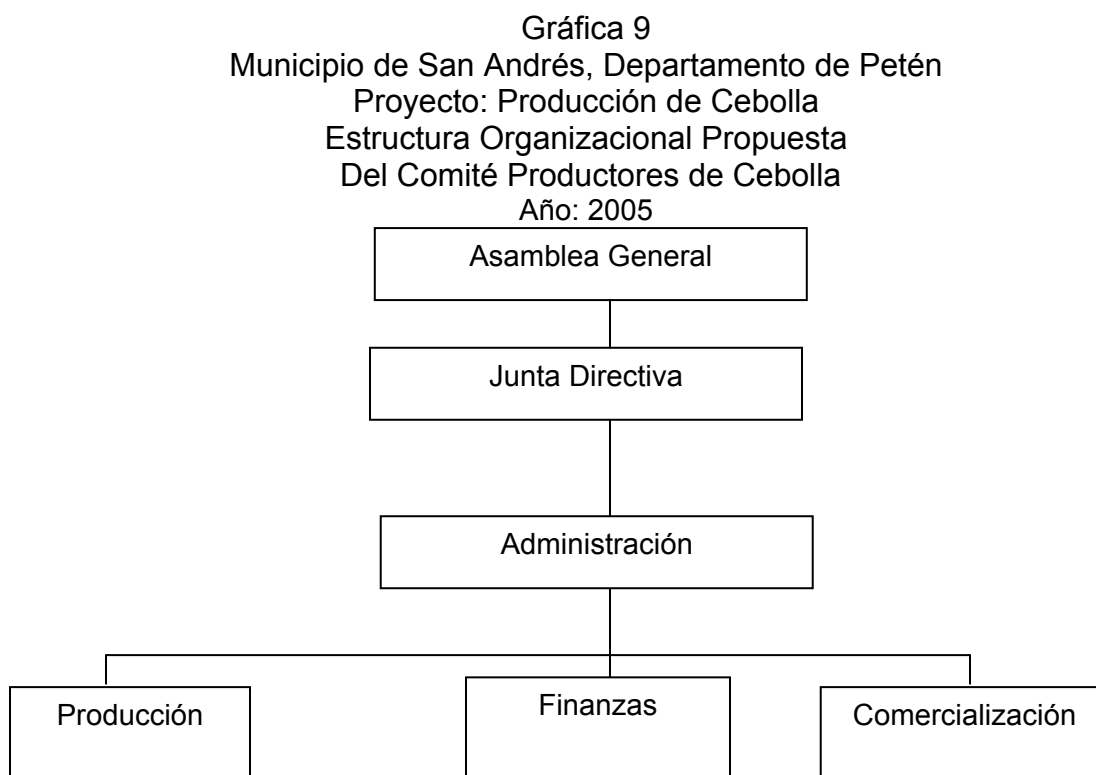 Gráfica 9
Municipio de San Andrés, Departamento de Petén
Proyecto: Producción de Cebolla
Estructura Organizacional Propuesta
Del Comité Productores de Cebolla
Año: 2005
Asamblea General
Junta Directiva
Administración
Producción
Finanzas
Comercialización